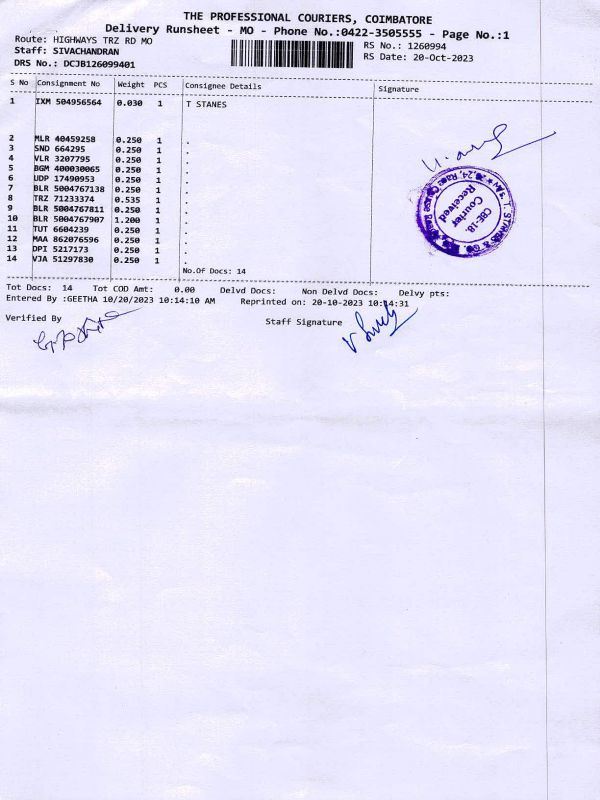 THE PROFESSIONAL COURIERS, COIMBATORE
Delivery Runsheet - MO - Phone No.:0422-3505555 - Page No.:1
Route: HIGHWAYS TRZ RD MO
RS No.: 1260994
Staff: SIVACHANDRAN
RS Date: 20-Oct-2023
DRS No.: DCJB126099401
S No Consignment No Weight PCS Consignee Details Signature
1 IXM 504956564 0.030 1 T STANES
2 MLR 40459258 0.250 1 .
3 SND 664295 0.250 1 .
4 VLR 3207795 0.250 1 .
5 BGM 400030065 0.250 1 .
6 UDP 17490953 0.250 1 .
7 BLR 5004767138 0.250 1 .
8 TRZ 71233374 0.535 1 .
9 BLR 5004767811 0.250 1 .
10 BLR 5004767907 1.200 1 .
11 TUT 6604239 0.250 1 .
12 MAA 862076596 0.250 1 .
13 DPI 5217173 0.250 1 .
14 VJA 51297830 0.250 1 .
No.Of Docs: 14
CBE-18.
Courier
Received
Tot Docs: 14 Tot COD Amt: 0.00 Delvd Docs: Non Delvd Docs: Delvy pts:
Entered By :GEETHA 10/20/2023 10:14:10 AM Reprinted on: 20-10-2023 10:14:31
Verified By
Staff Signature